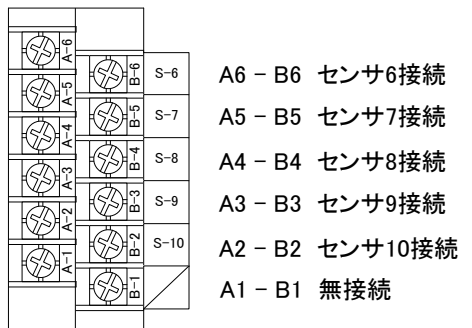 A-6
A-5
A-4
A-3
A-2
A-1
B-6
B-5
B-4
B-3
B-2
B-1
S-6
S-7
S-8
S-9
S-10
A6 - B6 センサ6接続
A5 - B5 センサ7接続
A4 - B4 センサ8接続
A3 - B3 センサ9接続
A2 - B2 センサ10接続
A1 - B1 無接続